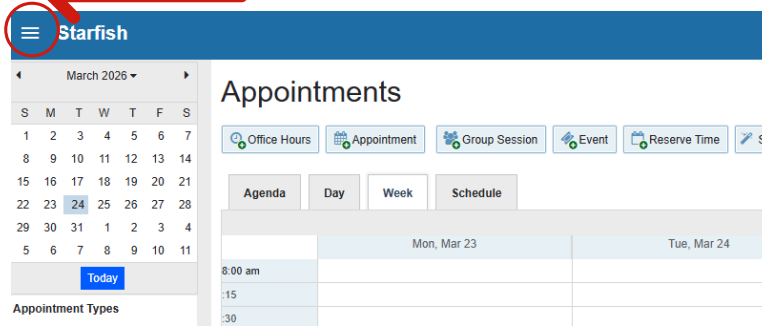 Starfish
March 2026
S M T W T F S
1 2 3 4 5 6 7
8 9 10 11 12 13 14
15 16 17 18 19 20 21
22 23 24 25 26 27 28
29 30 31 1 2 3 4
5 6 7 8 9 10 11
Today
Appointment Types
Appointments
Office Hours Appointment Group Session Event Reserve Time S
Agenda Day Week Schedule
Mon, Mar 23 Tue, Mar 24
8:00 am
:15
:30